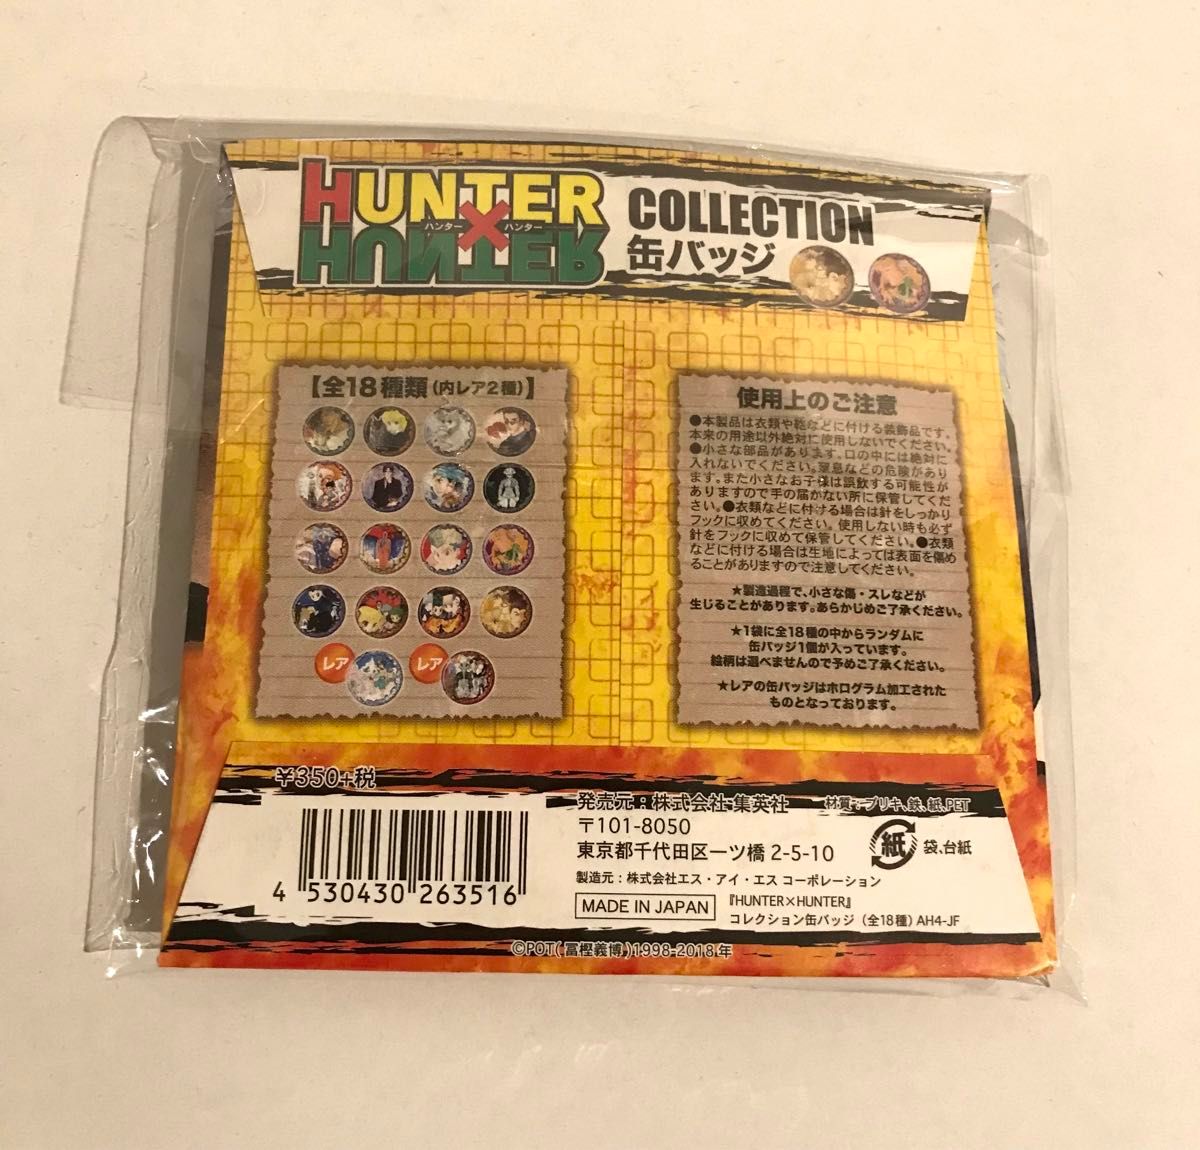 HUNTER
ハンター×ハンター
HUNTER
COLLECTION
缶バッジ
【全18種類(内レア2種)】
レア
レア
使用上のご注意
●本製品は衣類や鞄などに付ける装飾品です。
本来の用途以外絶対に使用しないでください。
●小さな部品があります。口の中には絶対に
入れないでください。窒息などの危険があり
ます。また小さなお子様は誤飲する可能性が
ありますので手の届かない所に保管してくだ
さい。●衣類などに付ける場合は針をしっかり
フックに収めてください。使用しない時も必ず
針をフックに収めて保管してください。●衣類
などに付ける場合は生地によっては表面を傷め
ることがありますので注意してください。
★製造過程で、小さな傷・スレなどが
生じることがあります。あらかじめご了承ください。
★1袋に全18種の中からランダムに
缶バッジ1個が入っています。
絵柄は選べませんので予めご了承ください。
★レアの缶バッジはホログラム加工された
ものとなっております。
¥350+税
4 530430 263516
発売元:株式会社 集英社
〒101-8050
東京都千代田区一ツ橋 2-5-10
製造元:株式会社エス・アイ・エス コーポレーション
MADE IN JAPAN
材質:ブリキ、鉄、紙、PET
紙
袋、台紙
『HUNTER×HUNTER』
コレクション缶バッジ(全18種) AH4-JF
©POT(冨樫義博)1998-2018年